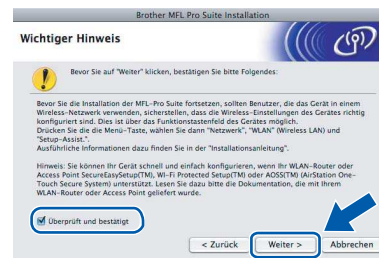 Brother MFL Pro Suite Installation
Wichtiger Hinweis
Bevor Sie auf "Weiter" klicken, bestätigen Sie bitte Folgendes:
Bevor Sie die Installation der MFL-Pro Suite fortsetzen, sollten Benutzer, die das Gerät in einem
Wireless-Netzwerk verwenden, sicherstellen, dass die Wireless-Einstellungen des Gerätes richtig
konfiguriert sind. Dies ist über das Funktionstastenfeld des Gerätes möglich.
Drücken Sie die die Menü-Taste, wählen Sie dann "Netzwerk", "WLAN" (Wireless LAN) und
"Setup-Assist.".
Ausführliche Informationen dazu finden Sie in der "Installationsanleitung".
Hinweis: Sie können Ihr Gerät schnell und einfach konfigurieren, wenn Ihr WLAN-Router oder
Access Point SecureEasySetup(TM), Wi-Fi Protected Setup(TM) oder AOSS(TM) (AirStation One-
Touch Secure System) unterstützt. Lesen Sie dazu bitte die Dokumentation, die mit Ihrem
WLAN-Router oder Access Point geliefert wurde.
Überprüft und bestätigt
< Zurück Weiter > Abbrechen